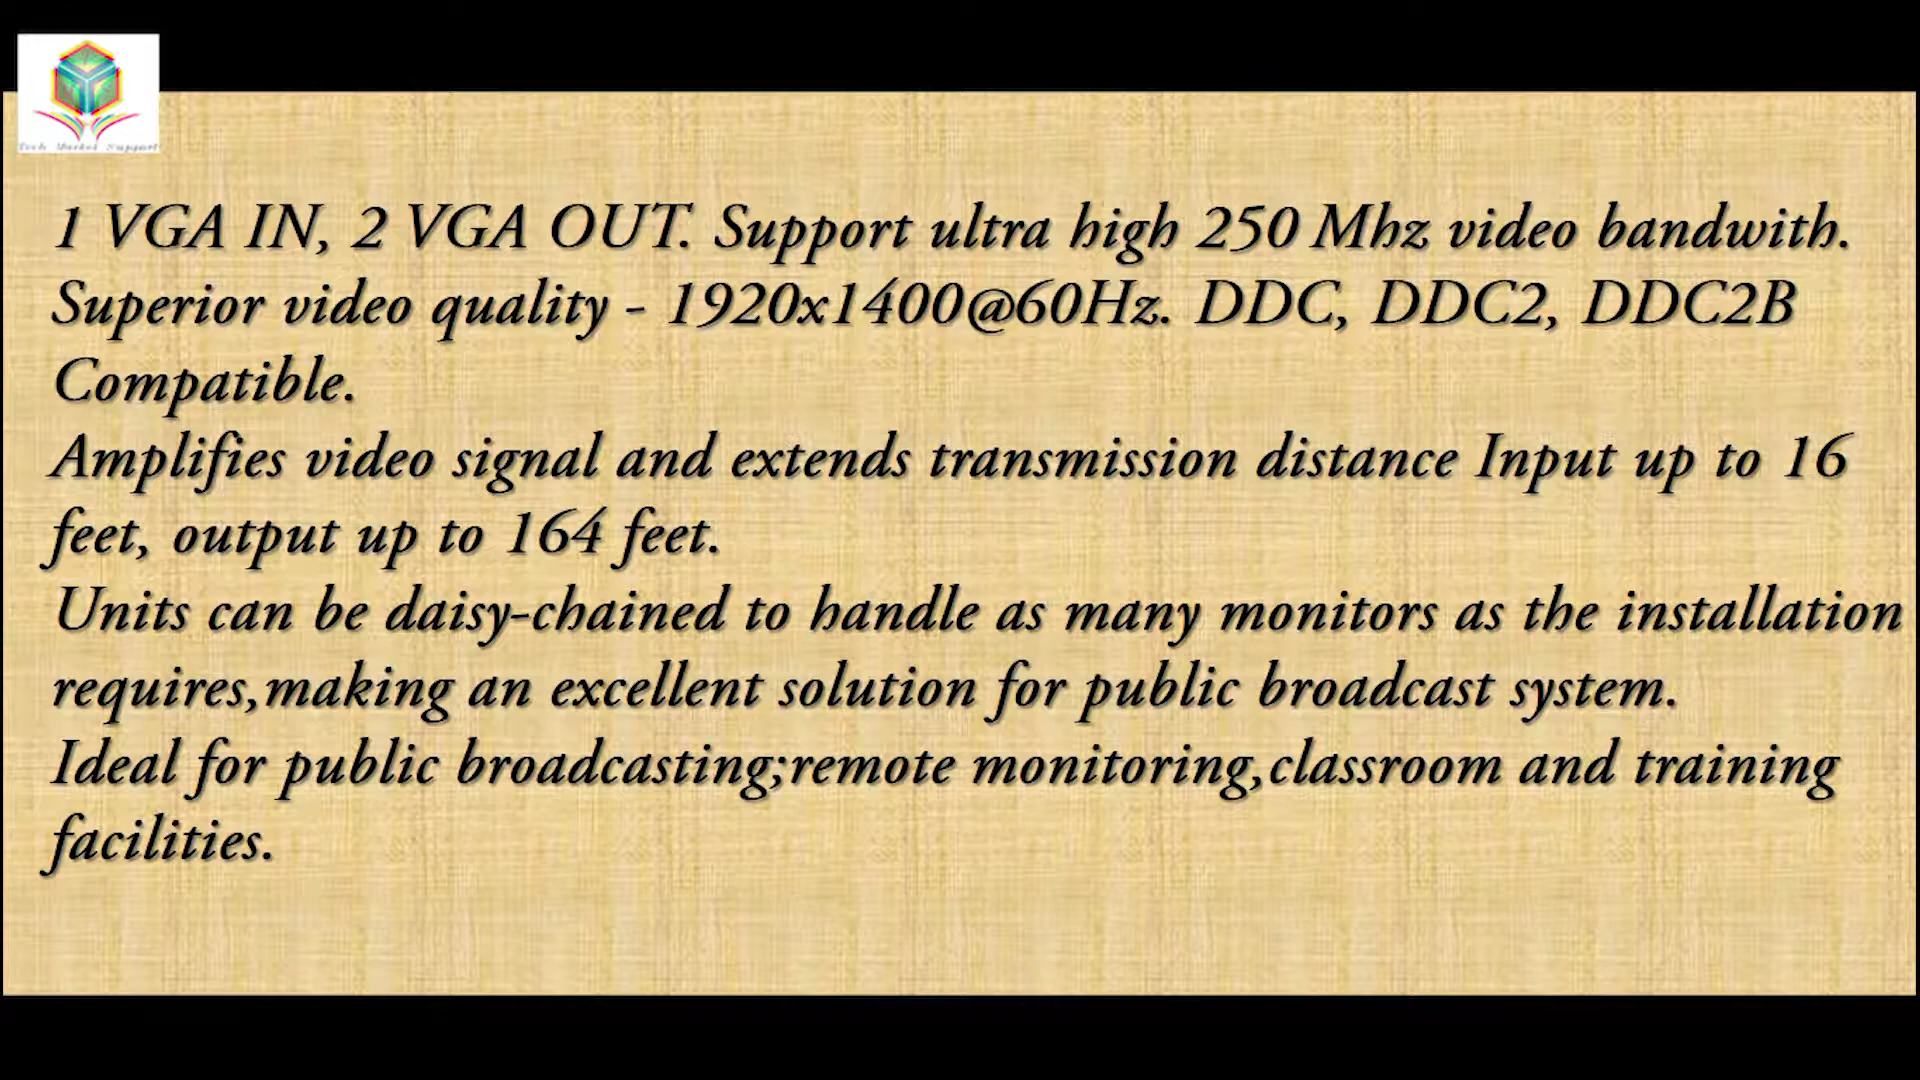 Tech Market Support
1 VGA IN, 2 VGA OUT. Support ultra high 250 Mhz video bandwith.
Superior video quality - 1920x1400@60Hz. DDC, DDC2, DDC2B
Compatible.
Amplifies video signal and extends transmission distance Input up to 16
feet, output up to 164 feet.
Units can be daisy-chained to handle as many monitors as the installation
requires,making an excellent solution for public broadcast system.
Ideal for public broadcasting;remote monitoring,classroom and training
facilities.